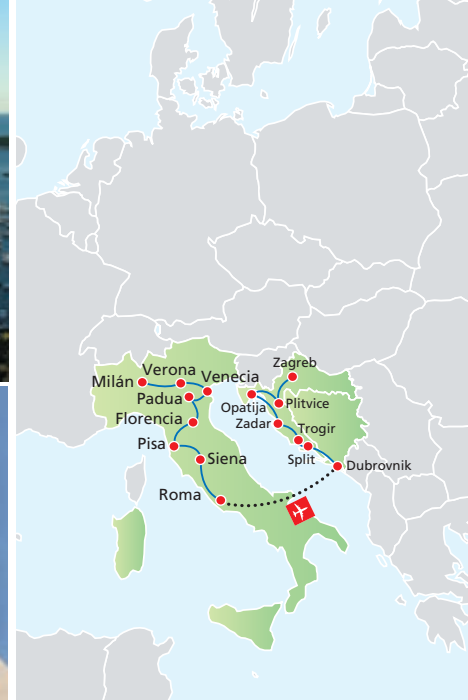 Zagreb
Verona
Milán
Venecia
Padua
Opatija
Plitvice
Florencia
Zadar
Trogir
Pisa
Siena
Split
Dubrovnik
Roma